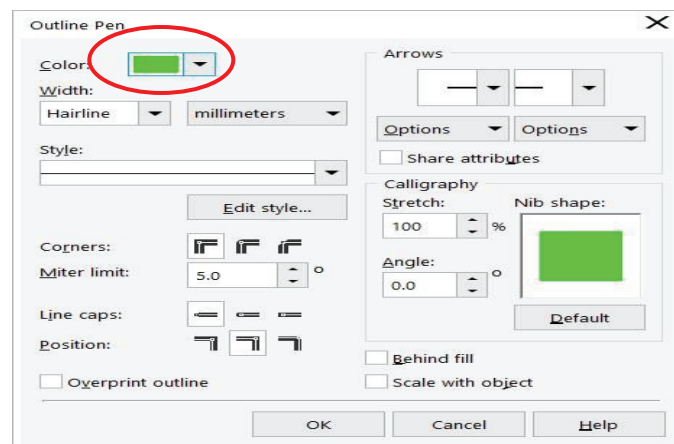 Outline Pen
Color:
Width:
Hairline millimeters
Style:
Edit style...
Corners:
Miter limit: 5.0 °
Line caps:
Position:
Overprint outline
Arrows
Options Options
Share attributes
Calligraphy
Stretch: Nib shape:
100 %
Angle:
0.0 °
Default
Behind fill
Scale with object
OK Cancel Help